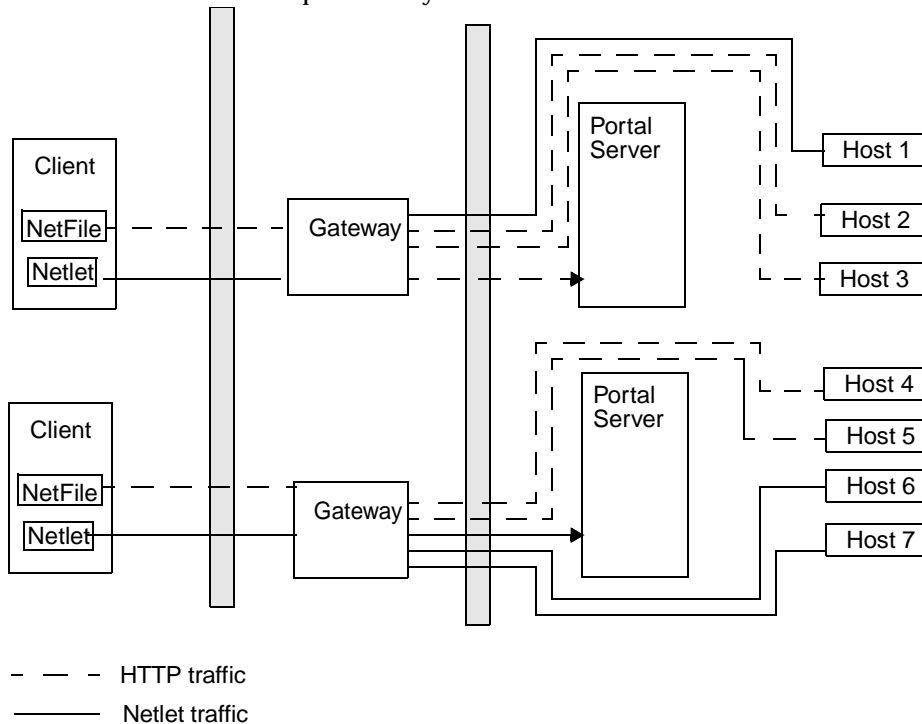 Portal
Server
Host 1
Client
NetFile
Gateway
Host 2
Netlet
Host 3
Portal
Server
Host 4
Client
Host 5
NetFile
Gateway
Host 6
Netlet
Host 7
HTTP traffic
Netlet traffic